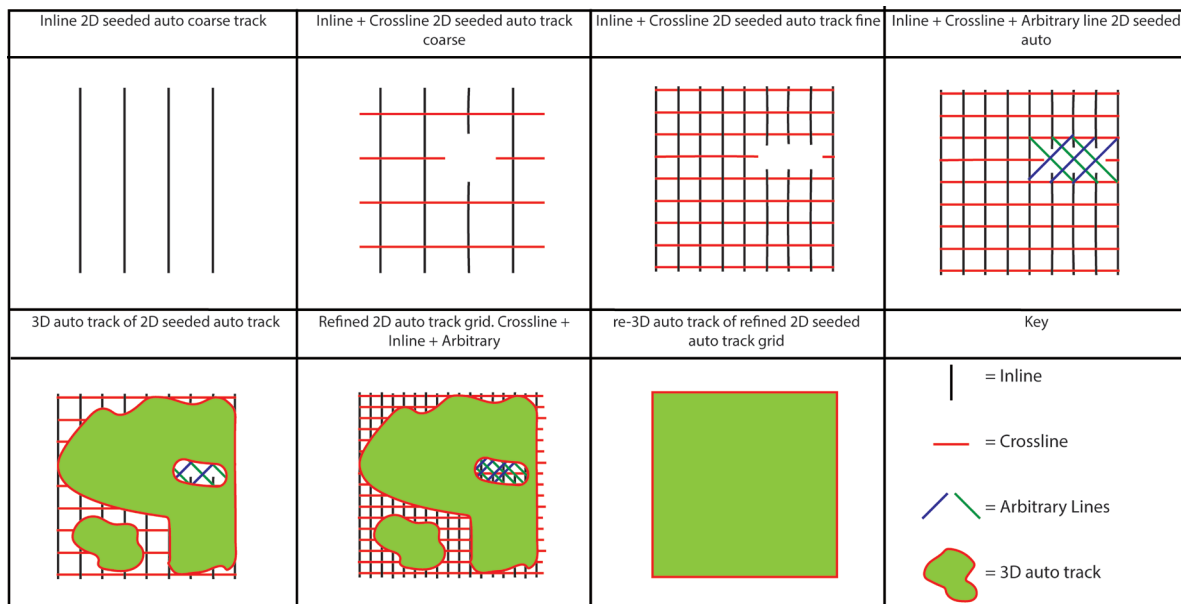 Inline 2D seeded auto coarse track
Inline + Crossline 2D seeded auto track
coarse
Inline + Crossline 2D seeded auto track fine
Inline + Crossline + Arbitrary line 2D seeded
auto
3D auto track of 2D seeded auto track
Refined 2D auto track grid. Crossline +
Inline + Arbitrary
re-3D auto track of refined 2D seeded
auto track grid
Key
= Inline
= Crossline
= Arbitrary Lines
= 3D auto track